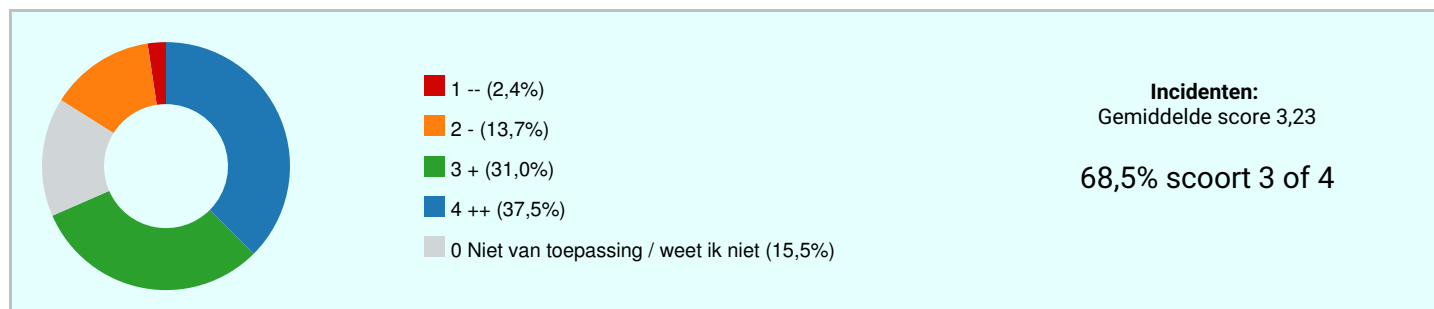 1 -- (2,4%)
2 - (13,7%)
3 + (31,0%)
4 ++ (37,5%)
0 Niet van toepassing / weet ik niet (15,5%)
Incidenten:
Gemiddelde score 3,23
68,5% scoort 3 of 4